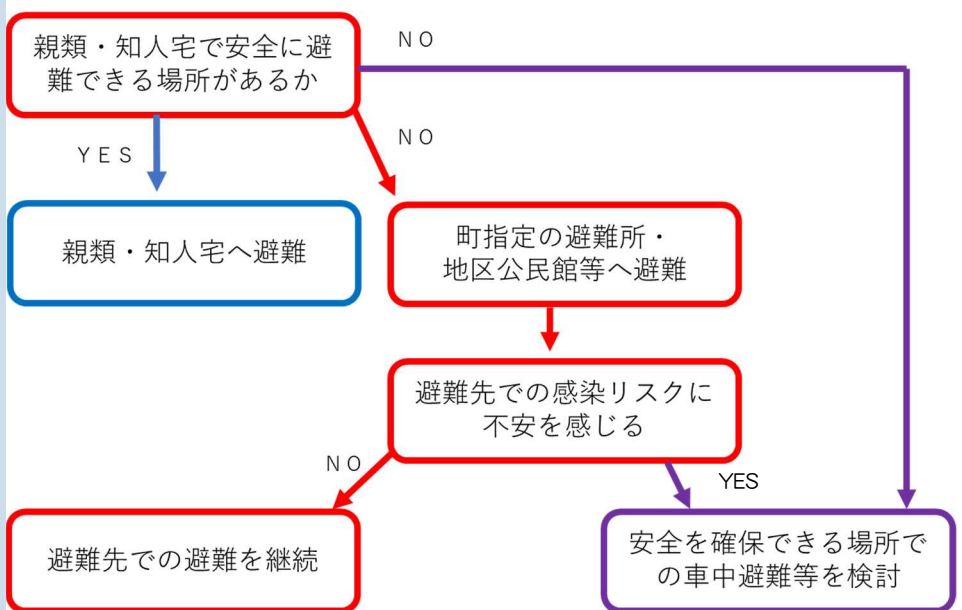 親類・知人宅で安全に避
難できる場所があるか
ＮＯ
ＮＯ
ＹＥＳ
親類・知人宅へ避難
町指定の避難所・
地区公民館等へ避難
避難先での感染リスクに
不安を感じる
ＮＯ
YES
避難先での避難を継続
安全を確保できる場所で
の車中避難等を検討